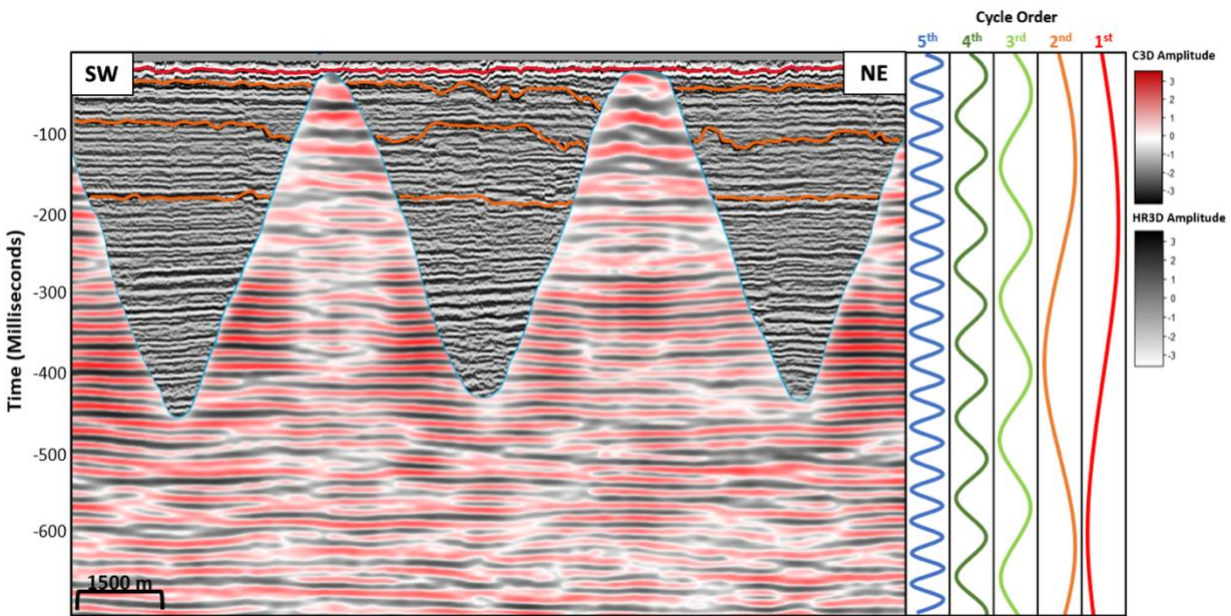 Cycle Order
5th 4th 3rd 2nd 1st
C3D Amplitude
SW
NE
3
2
1
0
-1
-2
-3
HR3D Amplitude
3
2
1
0
-1
-2
-3
Time (Milliseconds)
-100
-200
-300
-400
-500
-600
1500 m